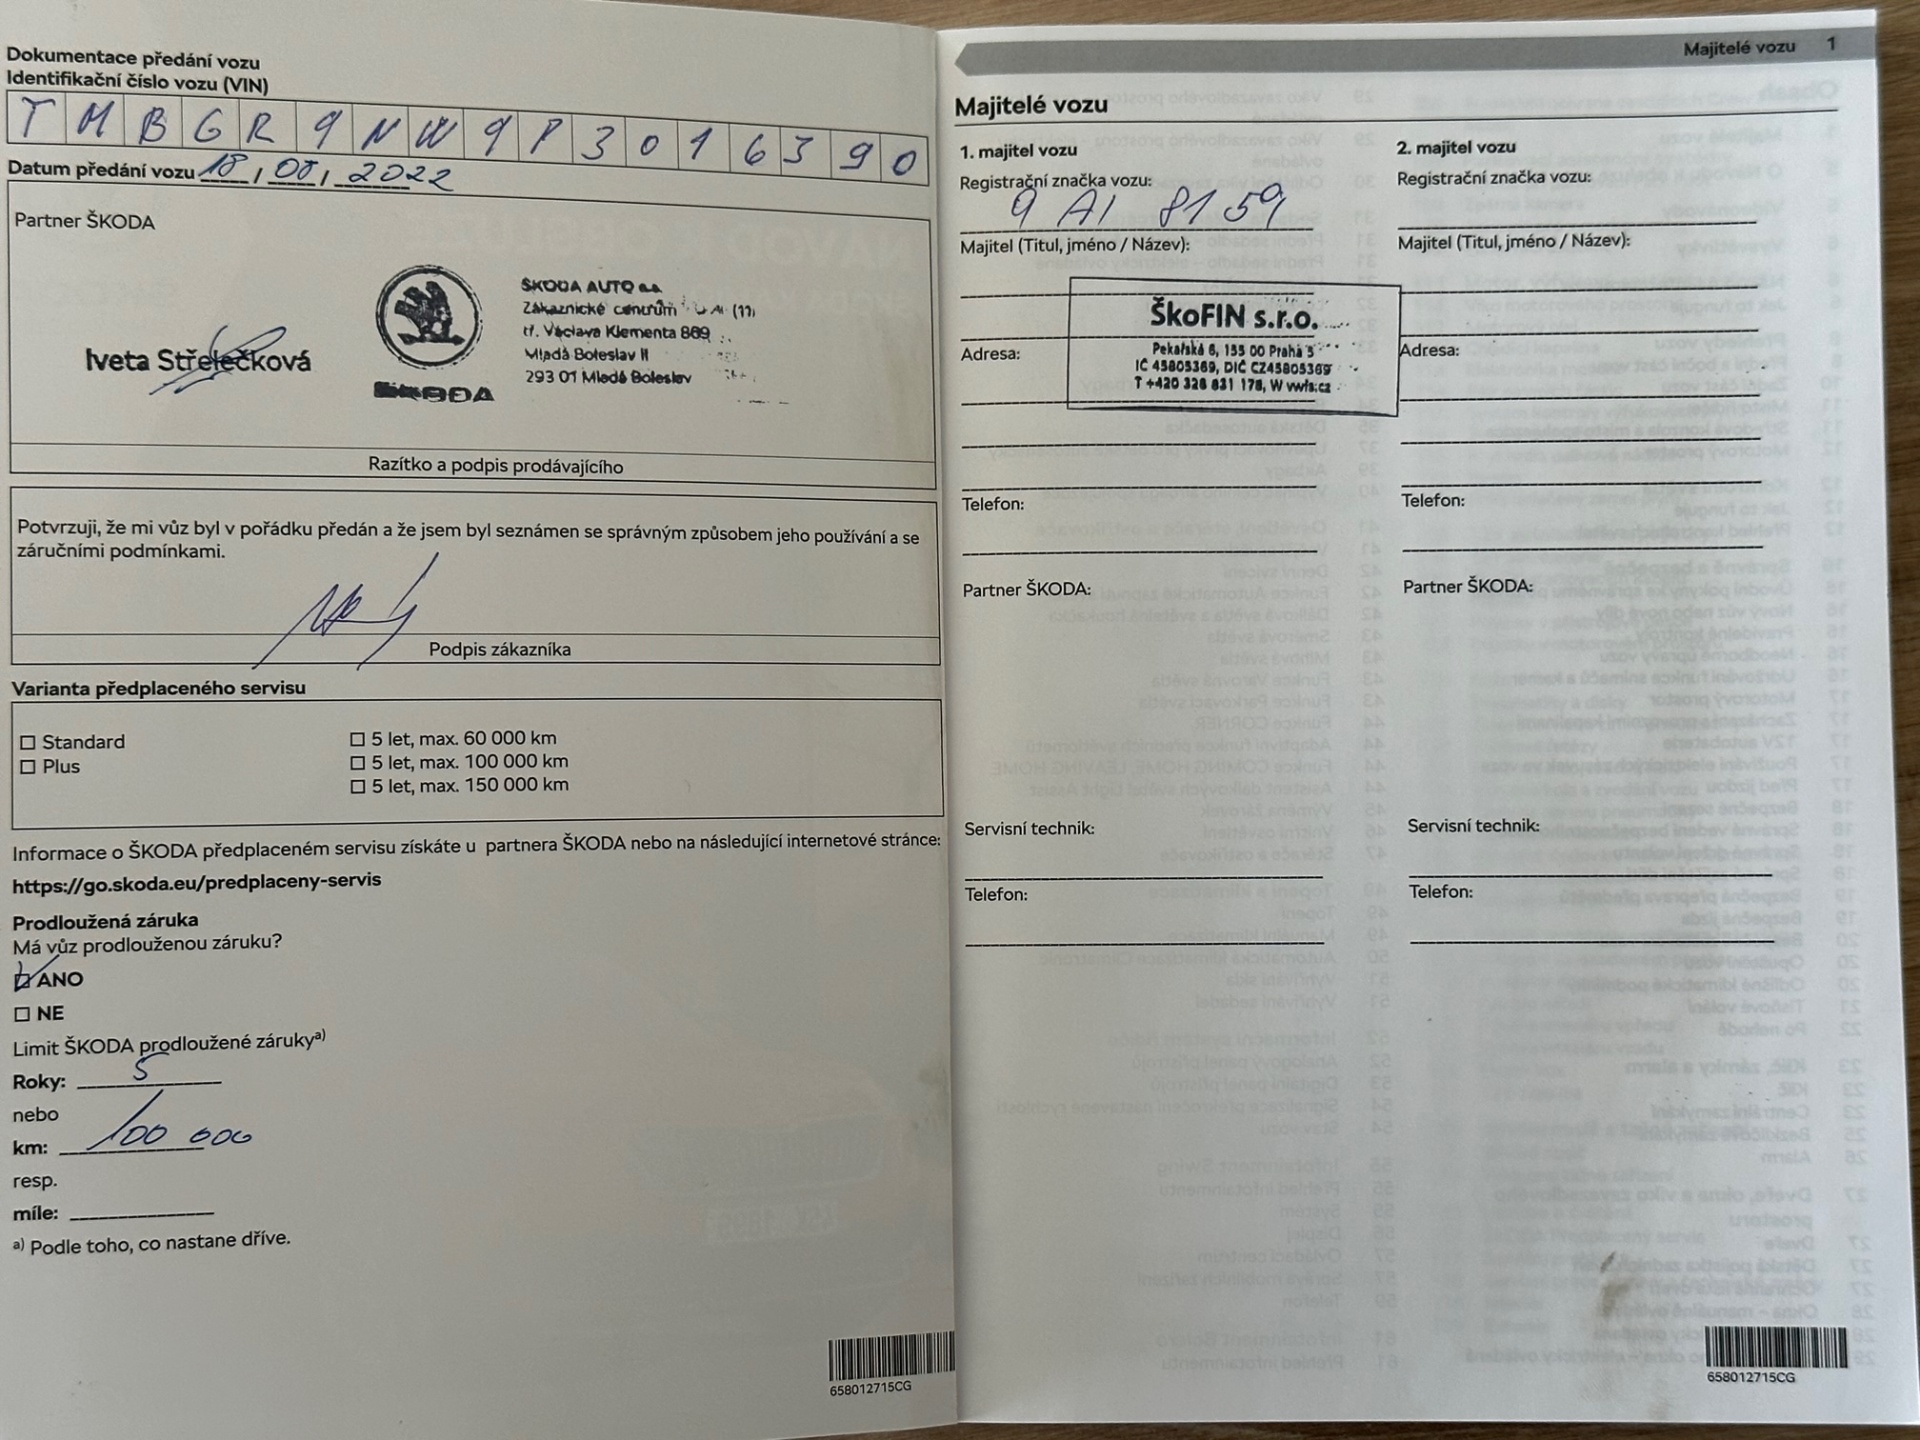 Dokumentace předání vozu
Identifikační číslo vozu (VIN)
T M B G R 9 N W 9 P 3 0 1 6 3 9 0
Datum předání vozu 18, 08, 2022
Partner ŠKODA
ŠKODA AUTO a.s.
Zákaznické centrum
tř. Václava Klementa 869
Mladá Boleslav II
293 01 Mladá Boleslav
Iveta Střelečková
ŠKODA
Razítko a podpis prodávajícího
Potvrzuji, že mi vůz byl v pořádku předán a že jsem byl seznámen se správným způsobem jeho používání a se
záručními podmínkami.
Podpis zákazníka
Varianta předplaceného servisu
☐ Standard
☐ Plus
☐ 5 let, max. 60 000 km
☐ 5 let, max. 100 000 km
☐ 5 let, max. 150 000 km
Informace o ŠKODA předplaceném servisu získáte u partnera ŠKODA nebo na následující internetové stránce:
https://go.skoda.eu/predplaceny-servis
Prodloužená záruka
Má vůz prodlouženou záruku?
☑ ANO
☐ NE
Limit ŠKODA prodloužené záruky a)
Roky: 5
nebo
km: 100 000
resp.
míle:
a) Podle toho, co nastane dříve.
658012715CG
Majitelé vozu 1
Majitelé vozu
1. majitel vozu
Registrační značka vozu:
9 AI 8159
Majitel (Titul, jméno / Název):
ŠkoFIN s.r.o.
Pekařská 6, 155 00 Praha 5
IČ 45805369, DIČ CZ45805369
T +420 328 831 178, W vwfs.cz
Adresa:
Telefon:
Partner ŠKODA:
Servisní technik:
Telefon:
2. majitel vozu
Registrační značka vozu:
Majitel (Titul, jméno / Název):
Adresa:
Telefon:
Partner ŠKODA:
Servisní technik:
Telefon:
658012715CG